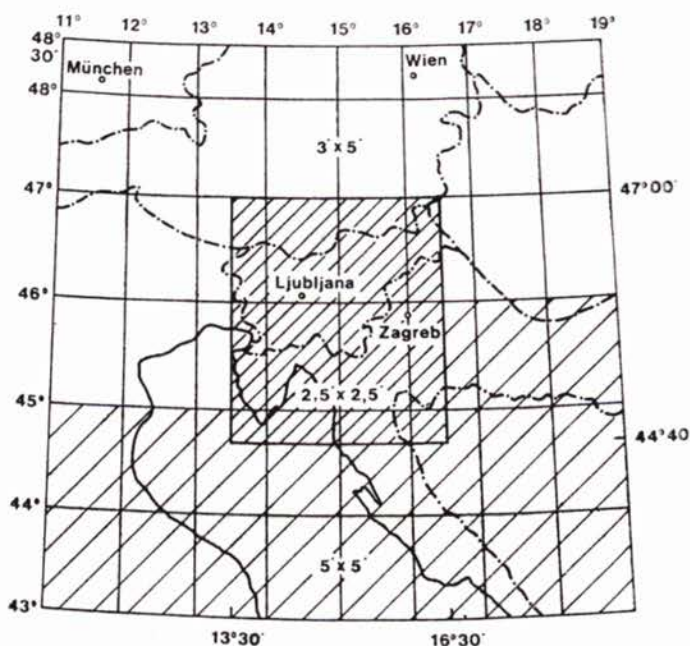 11° 12° 13° 14° 15° 16° 17° 18° 19°
48°
30'
München
Wien
48°
3' x 5'
47°
47°00'
Ljubljana
46°
Zagreb
2,5' x 2,5'
45°
44°40'
44°
5' x 5'
43°
13°30' 16°30'